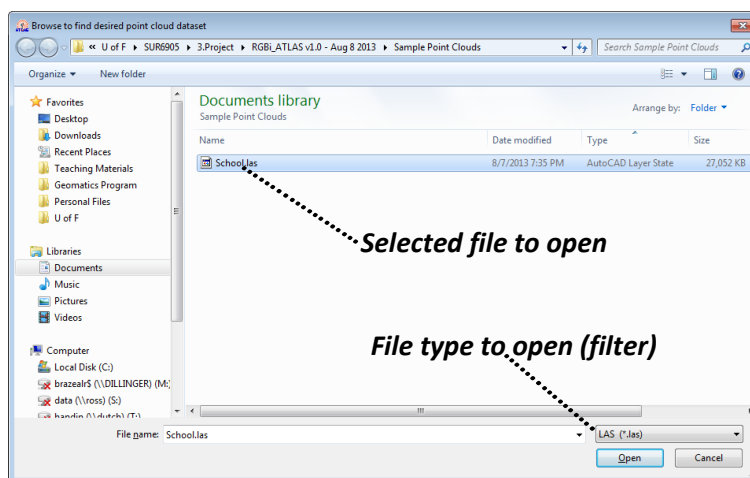 Browse to find desired point cloud dataset
« U of F ▸ SUR6905 ▸ 3.Project ▸ RGBi_ATLAS v1.0 - Aug 8 2013 ▸ Sample Point Clouds
Search Sample Point Clouds
Organize ▾ New folder
Favorites
Desktop
Downloads
Recent Places
Teaching Materials
Geomatics Program
Personal Files
U of F
Libraries
Documents
Music
Pictures
Videos
Computer
Local Disk (C:)
brazealr$ (\\DILLINGER) (M:)
data (\\ross) (S:)
handin (\\dutch) (T:)
Documents library
Sample Point Clouds
Arrange by: Folder ▾
Name Date modified Type Size
School.las 8/7/2013 7:35 PM AutoCAD Layer State 27,052 KB
Selected file to open
File type to open (filter)
File name: School.las
LAS (*.las)
Open Cancel